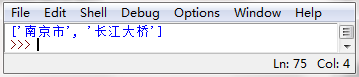 File Edit Shell Debug Options Window Help
['南京市', '长江大桥']
>>>
Ln: 75 Col: 4